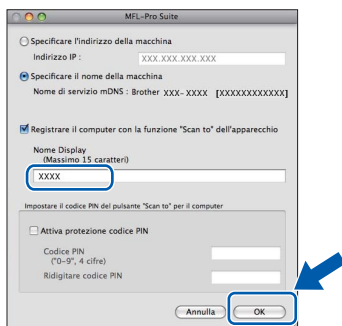 MFL-Pro Suite
Specificare l'indirizzo della macchina
Indirizzo IP :
XXX.XXX.XXX.XXX
Specificare il nome della macchina
Nome di servizio mDNS : Brother XXX-XXXX [XXXXXXXXXXXX]
Registrare il computer con la funzione "Scan to" dell'apparecchio
Nome Display
(Massimo 15 caratteri)
XXXX
Impostare il codice PIN del pulsante "Scan to" per il computer
Attiva protezione codice PIN
Codice PIN
("0-9", 4 cifre)
Ridigitare codice PIN
Annulla
OK